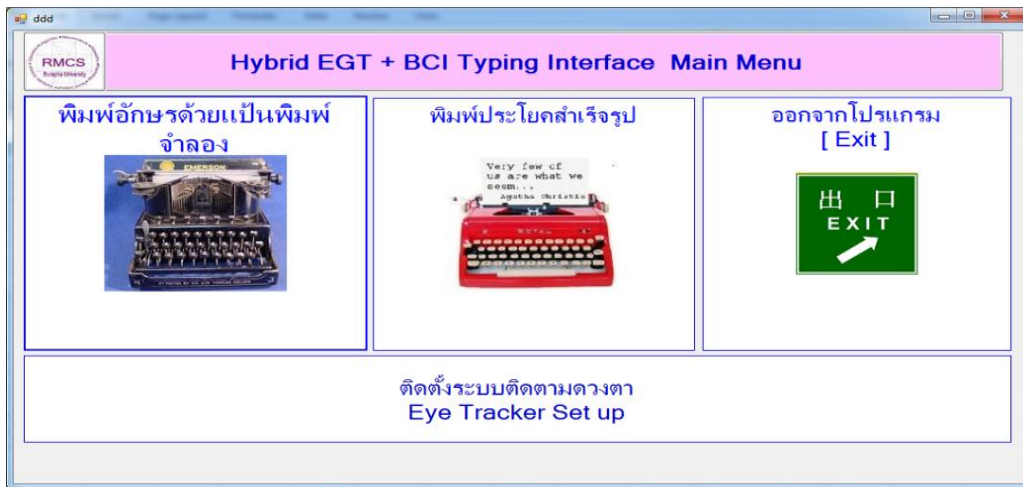 ddd
RMCS
Burapha University
Hybrid EGT + BCI Typing Interface Main Menu
พิมพ์อักษรด้วยแป้นพิมพ์
จำลอง
EMERSON
พิมพ์ประโยคสำเร็จรูป
Very few of
us are what we
seem...
Agatha Christie
ROYAL
ออกจากโปรแกรม
[ Exit ]
出 口
EXIT
ติดตั้งระบบติดตามดวงตา
Eye Tracker Set up